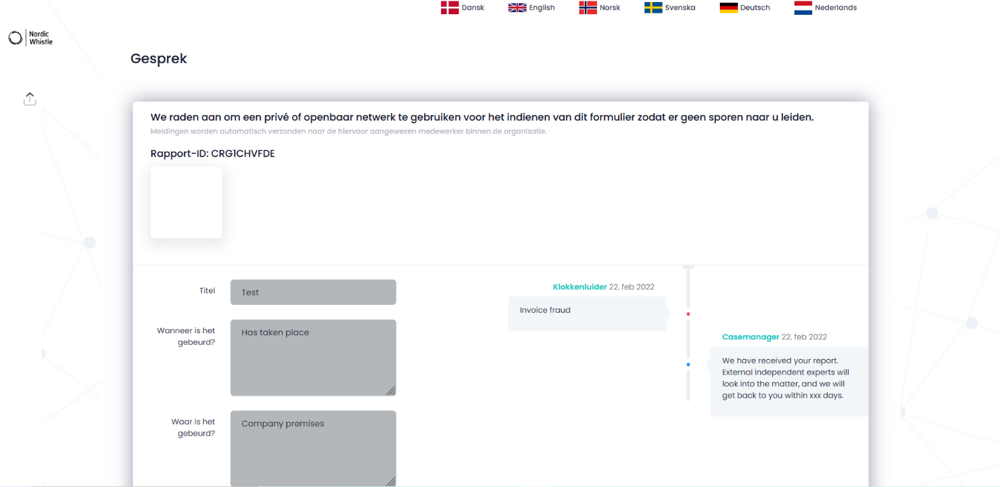 Dansk English Norsk Svenska Deutsch Nederlands
Nordic
Whistle
Gesprek
We raden aan om een privé of openbaar netwerk te gebruiken voor het indienen van dit formulier zodat er geen sporen naar u leiden.
Meldingen worden automatisch verzonden naar de hiervoor aangewezen medewerker binnen de organisatie.
Rapport-ID: CRG1CHVFDE
Titel
Test
Wanneer is het
gebeurd?
Has taken place
Waar is het
gebeurd?
Company premises
Klokkenluider 22. feb 2022
Invoice fraud
Casemanager 22. feb 2022
We have received your report.
External independent experts will
look into the matter, and we will
get back to you within xxx days.